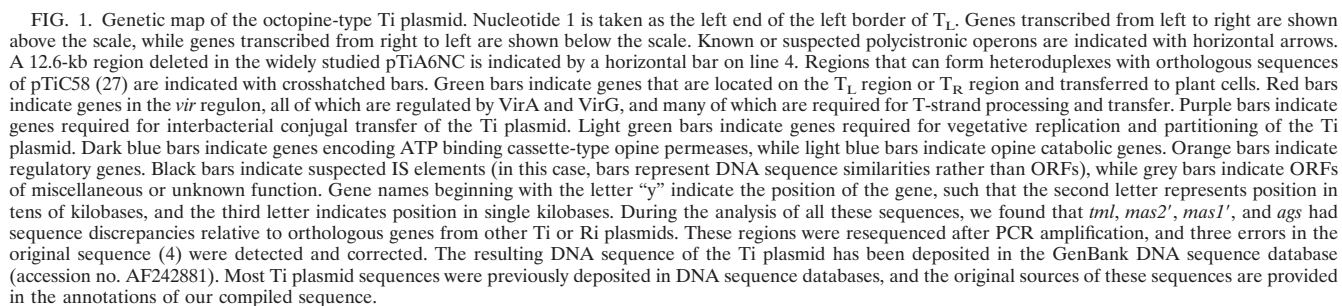 FIG. 1. Genetic map of the octopine-type Ti plasmid. Nucleotide 1 is taken as the left end of the left border of TL. Genes transcribed from left to right are shown
above the scale, while genes transcribed from right to left are shown below the scale. Known or suspected polycistronic operons are indicated with horizontal arrows.
A 12.6-kb region deleted in the widely studied pTiA6NC is indicated by a horizontal bar on line 4. Regions that can form heteroduplexes with orthologous sequences
of pTiC58 (27) are indicated with crosshatched bars. Green bars indicate genes that are located on the TL region or TR region and transferred to plant cells. Red bars
indicate genes in the vir regulon, all of which are regulated by VirA and VirG, and many of which are required for T-strand processing and transfer. Purple bars indicate
genes required for interbacterial conjugal transfer of the Ti plasmid. Light green bars indicate genes required for vegetative replication and partitioning of the Ti
plasmid. Dark blue bars indicate genes encoding ATP binding cassette-type opine permeases, while light blue bars indicate opine catabolic genes. Orange bars indicate
regulatory genes. Black bars indicate suspected IS elements (in this case, bars represent DNA sequence similarities rather than ORFs), while grey bars indicate ORFs
of miscellaneous or unknown function. Gene names beginning with the letter “y” indicate the position of the gene, such that the second letter represents position in
tens of kilobases, and the third letter indicates position in single kilobases. During the analysis of all these sequences, we found that tml, mas2′, mas1′, and ags had
sequence discrepancies relative to orthologous genes from other Ti or Ri plasmids. These regions were resequenced after PCR amplification, and three errors in the
original sequence (4) were detected and corrected. The resulting DNA sequence of the Ti plasmid has been deposited in the GenBank DNA sequence database
(accession no. AF242881). Most Ti plasmid sequences were previously deposited in DNA sequence databases, and the original sources of these sequences are provided
in the annotations of our compiled sequence.